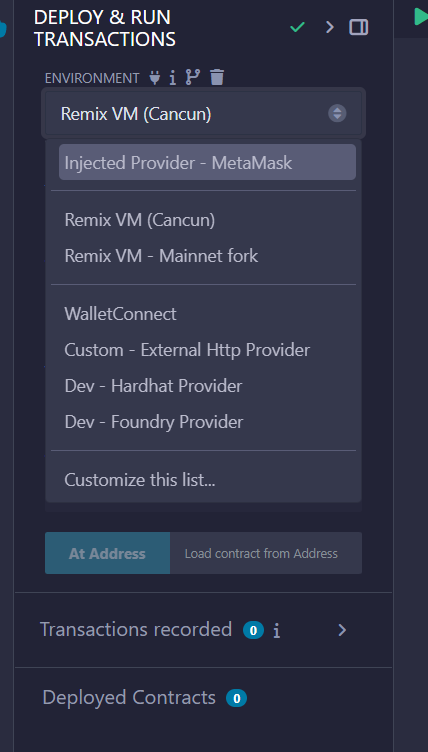 DEPLOY & RUN
TRANSACTIONS
ENVIRONMENT
Remix VM (Cancun)
Injected Provider - MetaMask
Remix VM (Cancun)
Remix VM - Mainnet fork
WalletConnect
Custom - External Http Provider
Dev - Hardhat Provider
Dev - Foundry Provider
Customize this list...
At Address Load contract from Address
Transactions recorded 0 i
Deployed Contracts 0